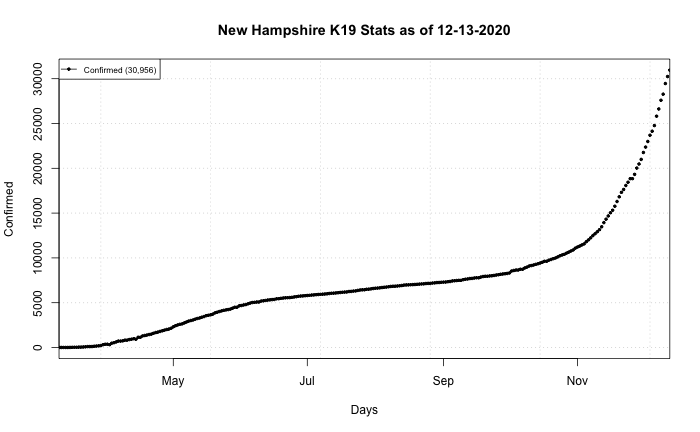 New Hampshire K19 Stats as of 12-13-2020
Confirmed (30,956)
30000
25000
20000
15000
10000
5000
0
Confirmed
May Jul Sep Nov
Days